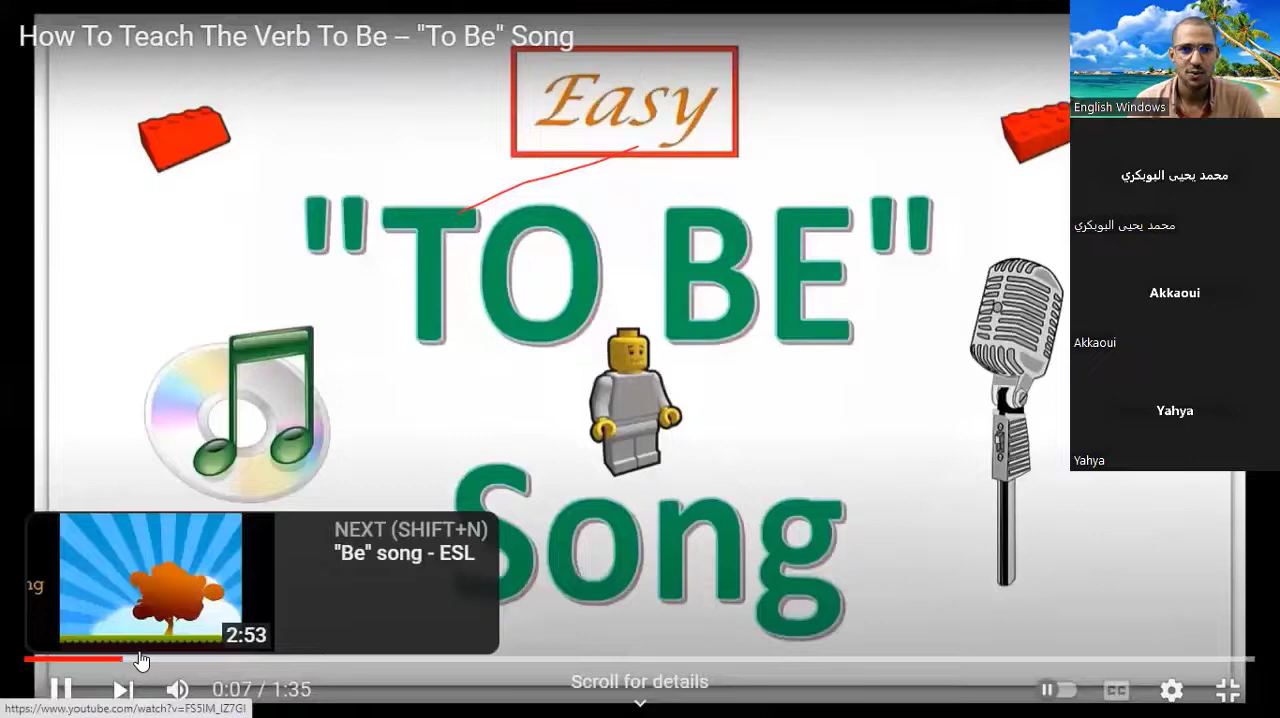 How To Teach The Verb To Be – "To Be" Song
Easy
"TO BE"
Song
NEXT (SHIFT+N)
"Be" song - ESL
ng
2:53
0:07 / 1:35
Scroll for details
CC
https://www.youtube.com/watch?v=FS5IM_IZ7GI
English Windows
محمد يحيى البوبكري
محمد يحيى البوبكري
Akkaoui
Akkaoui
Yahya
Yahya